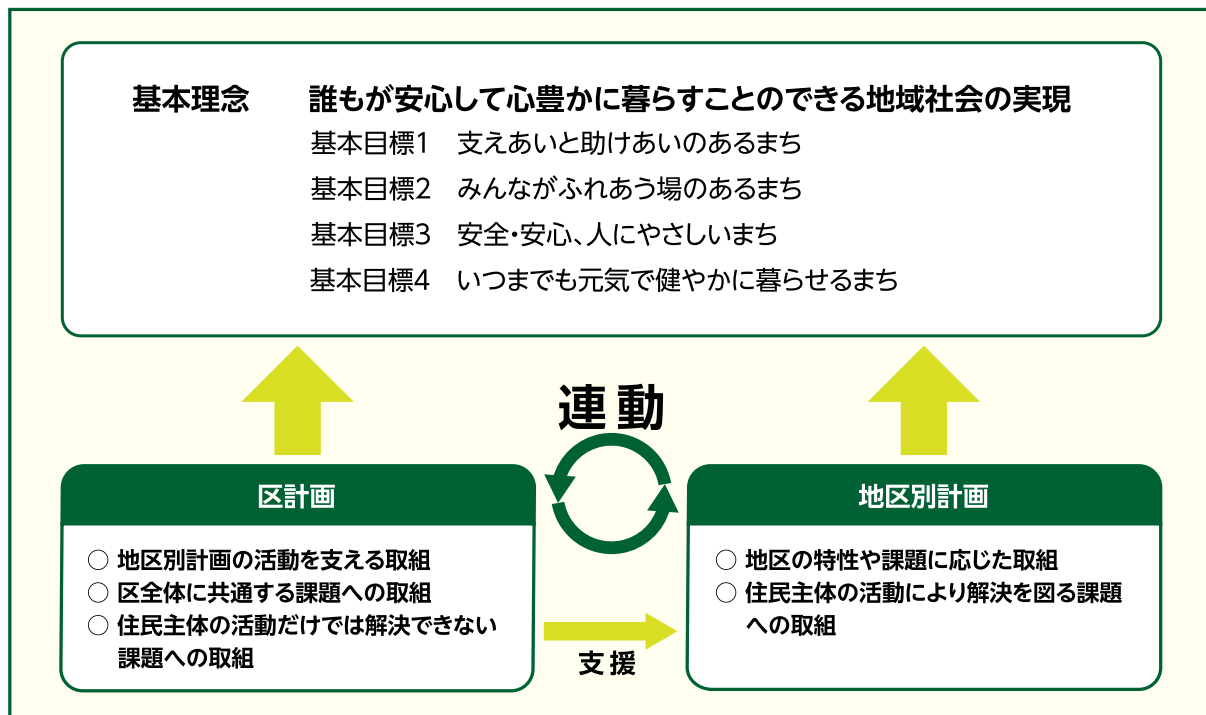 基本理念　誰もが安心して心豊かに暮らすことのできる地域社会の実現
基本目標1　支えあいと助けあいのあるまち
基本目標2　みんながふれあう場のあるまち
基本目標3　安全・安心、人にやさしいまち
基本目標4　いつまでも元気で健やかに暮らせるまち
連動
区計画
○ 地区別計画の活動を支える取組
○ 区全体に共通する課題への取組
○ 住民主体の活動だけでは解決できない
課題への取組
支援
地区別計画
○ 地区の特性や課題に応じた取組
○ 住民主体の活動により解決を図る課題
への取組